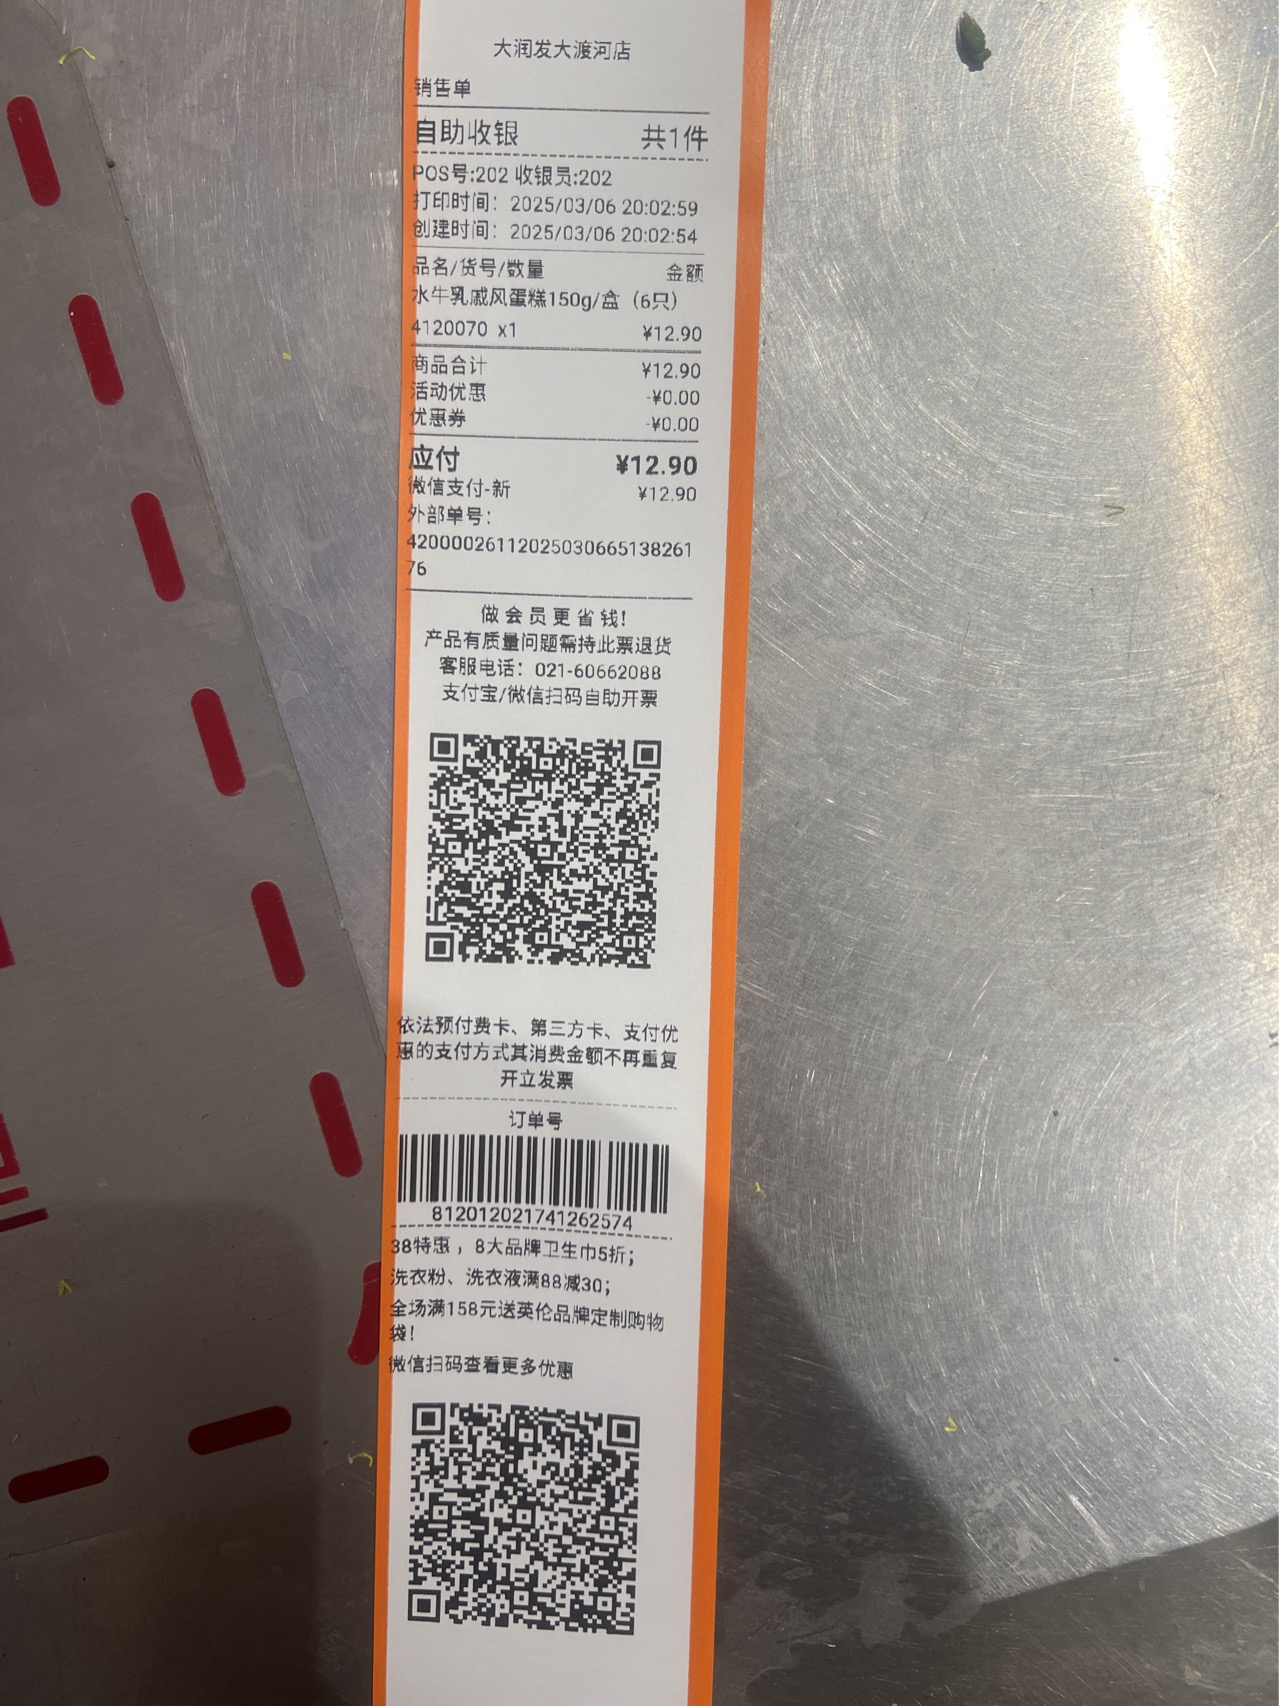 大润发大渡河店
销售单
自助收银 共1件
POS号:202 收银员:202
打印时间：2025/03/06 20:02:59
创建时间：2025/03/06 20:02:54
品名/货号/数量 金额
水牛乳戚风蛋糕150g/盒（6只）
4120070 x1 ¥12.90
商品合计 ¥12.90
活动优惠 -¥0.00
优惠券 -¥0.00
应付 ¥12.90
微信支付-新 ¥12.90
外部单号：
42000026112025030665138261
76
做会员更省钱!
产品有质量问题需持此票退货
客服电话：021-60662088
支付宝/微信扫码自助开票
依法预付费卡、第三方卡、支付优
惠的支付方式其消费金额不再重复
开立发票
订单号
812012021741262574
38特惠，8大品牌卫生巾5折；
洗衣粉、洗衣液满88减30；
全场满158元送英伦品牌定制购物
袋！
微信扫码查看更多优惠